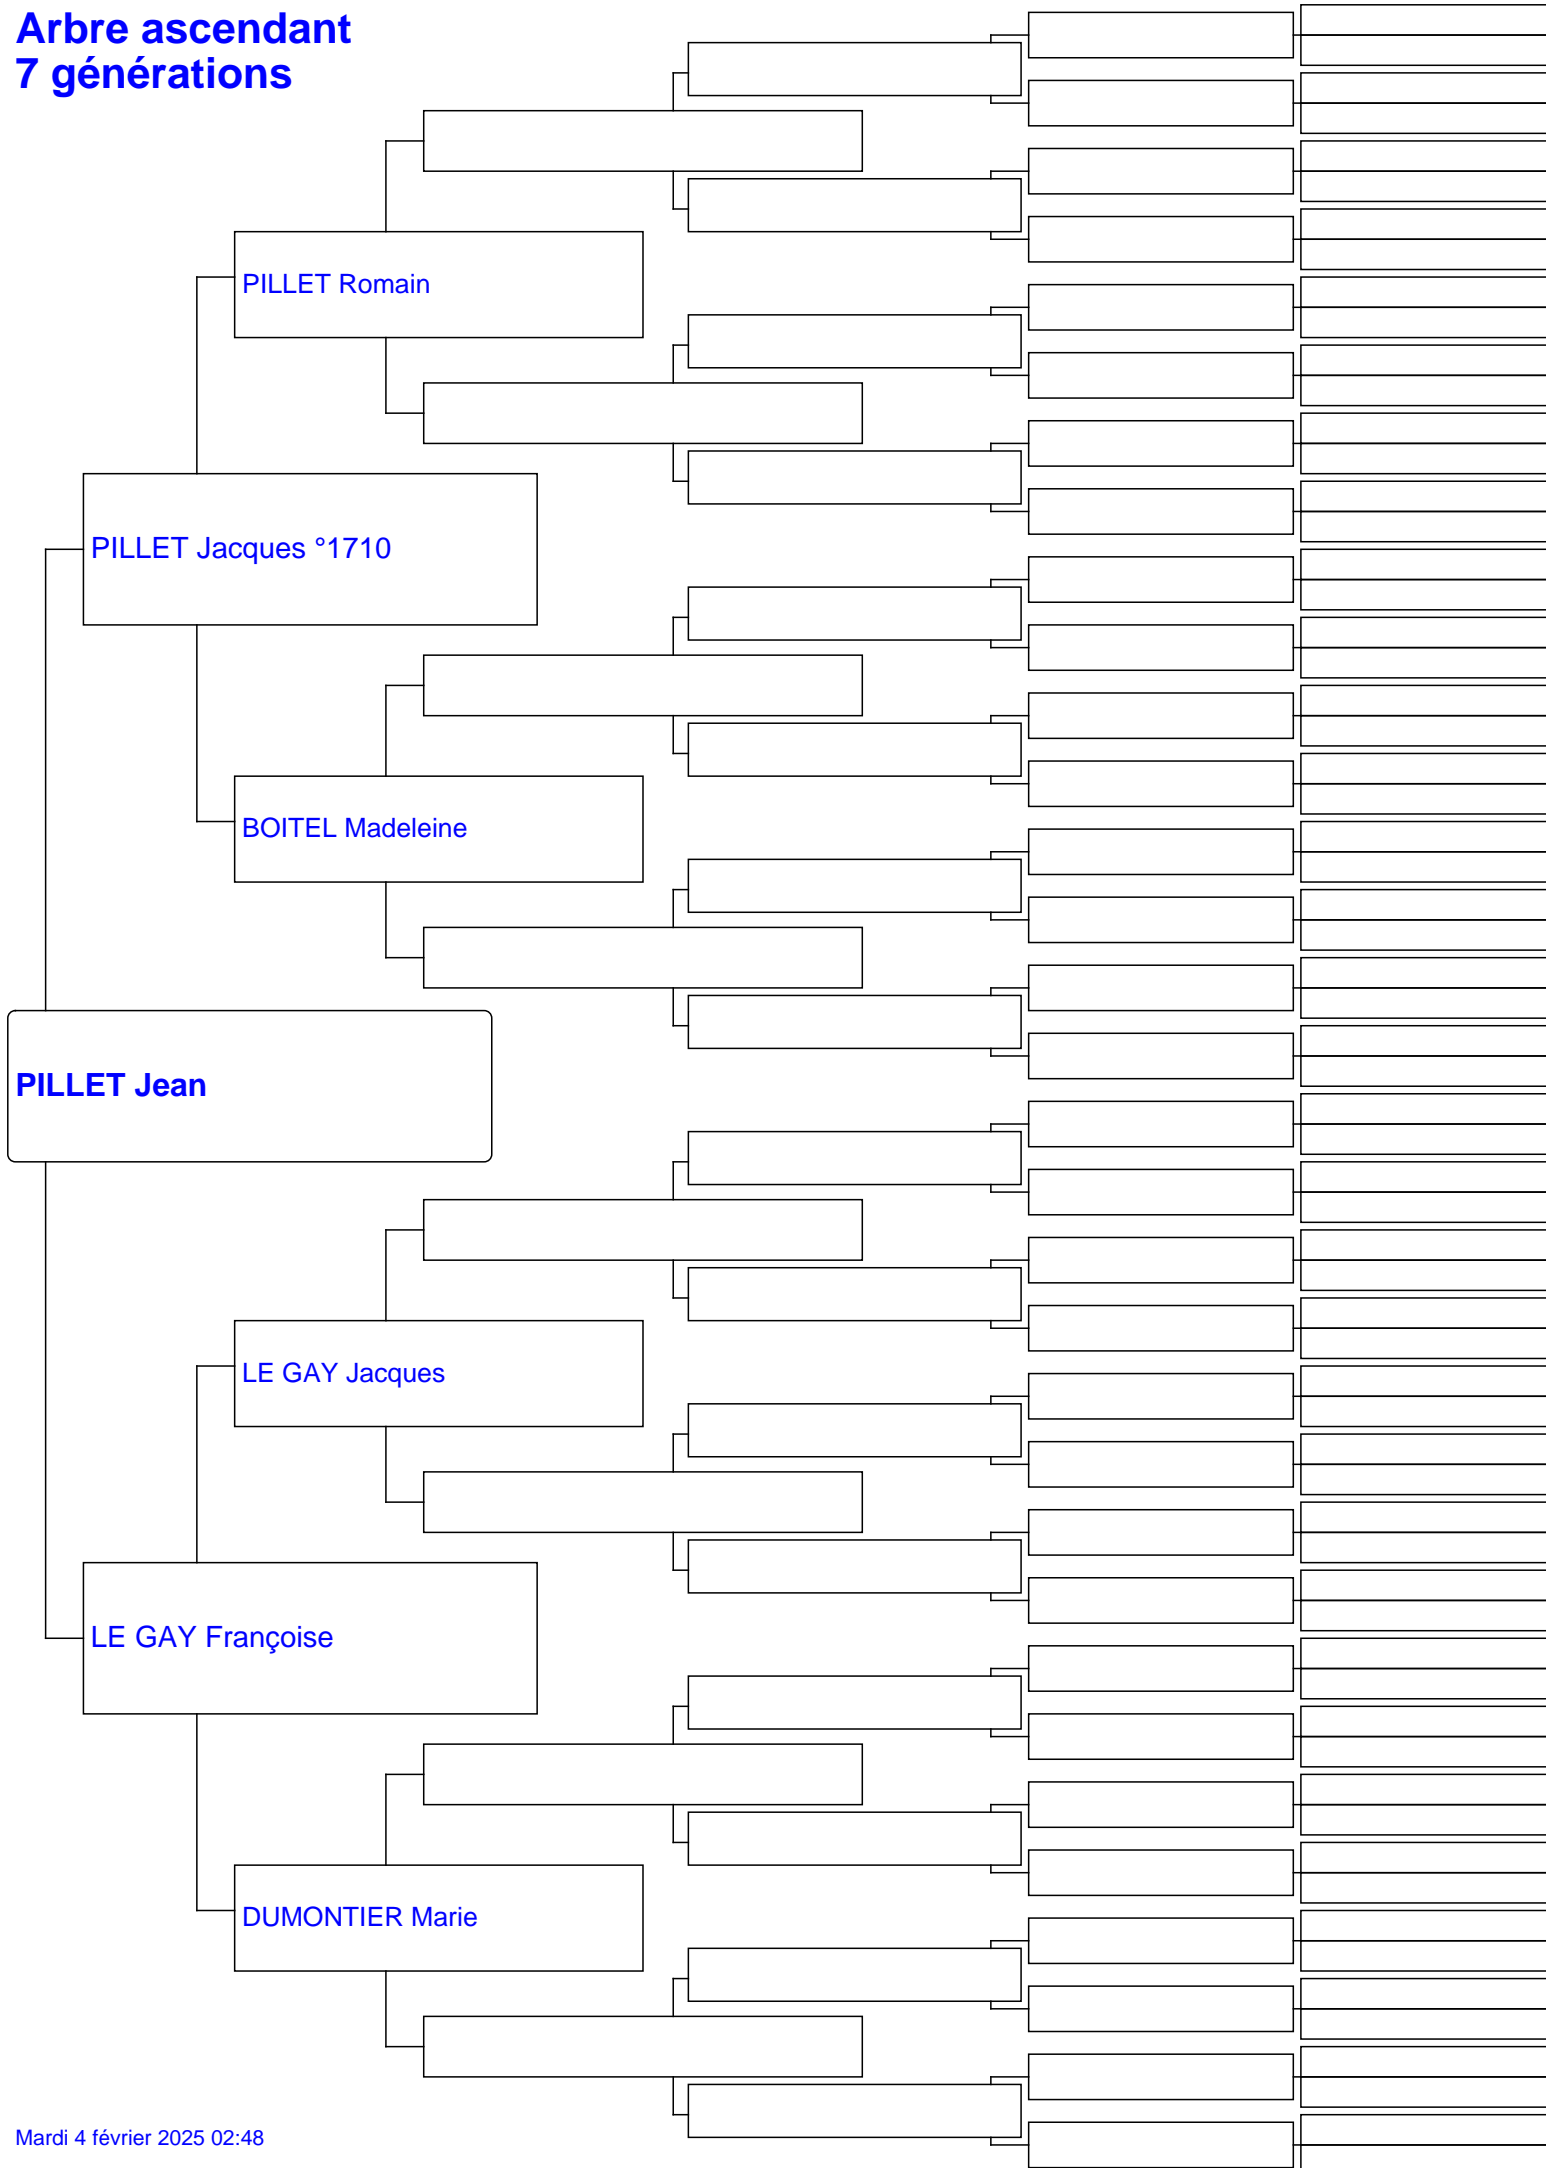 Arbre ascendant
7 générations
PILLET Romain
PILLET Jacques °1710
BOITEL Madeleine
PILLET Jean
LE GAY Jacques
LE GAY Françoise
DUMONTIER Marie
Mardi 4 février 2025 02:48